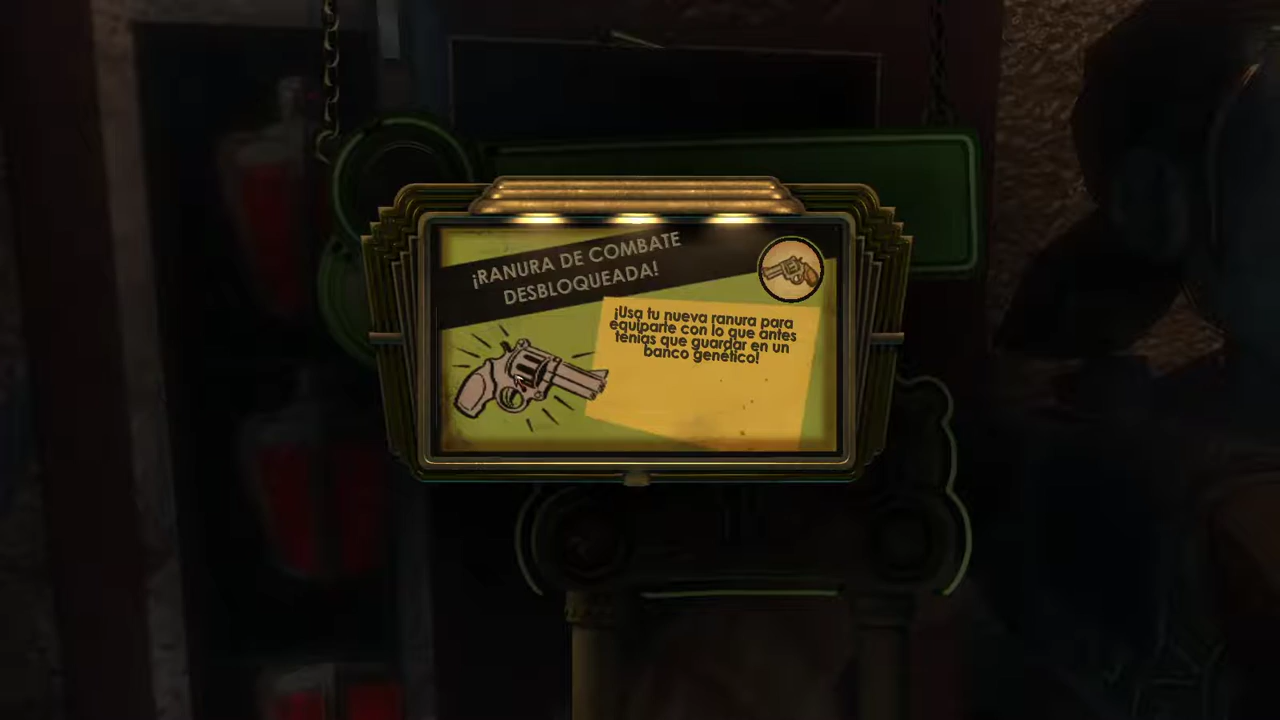 ¡RANURA DE COMBATE
DESBLOQUEADA!
¡Usa tu nueva ranura para
equiparte con lo que antes
tenías que guardar en un
banco genético!